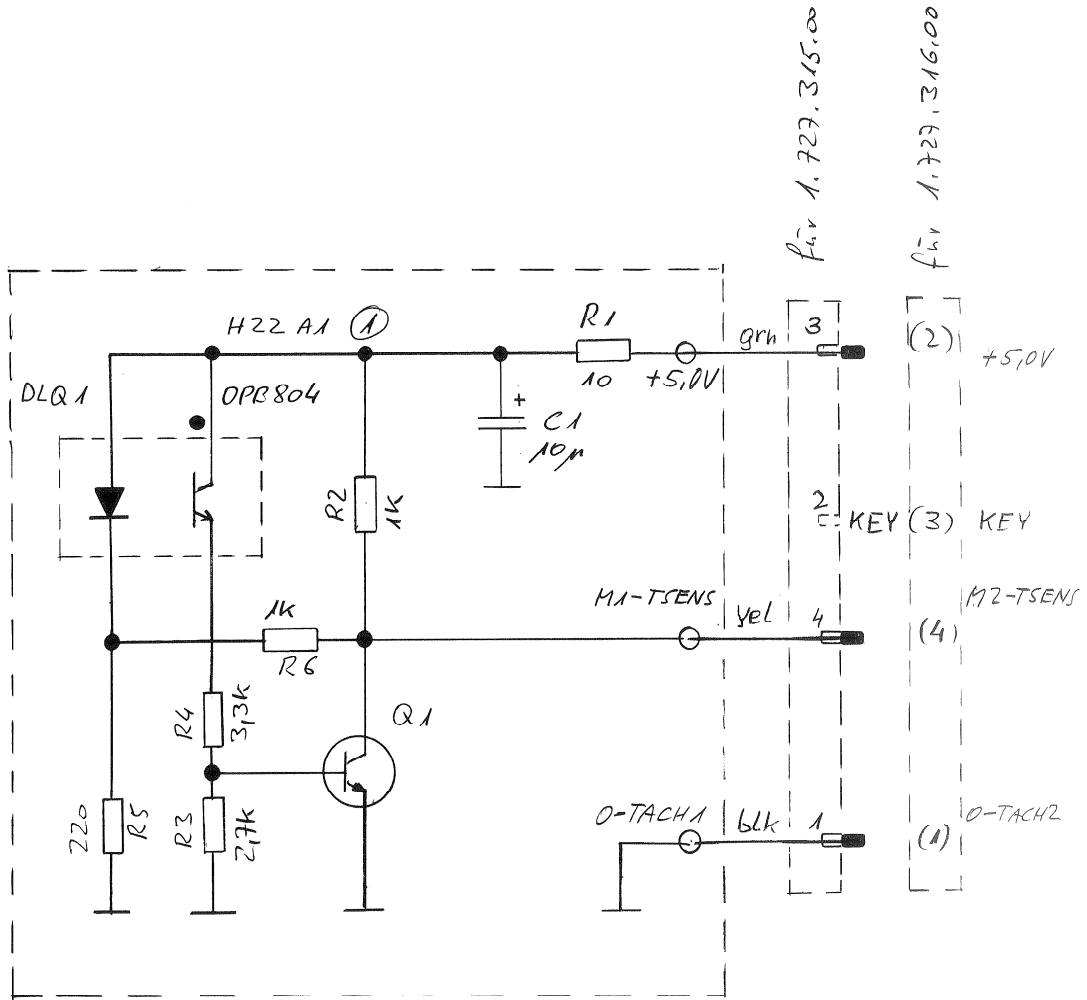 für 1.727.315.00
für 1.727.316.00
H22 A1 1
R1
grn 3
(2)
10
+5,0V
+5,0V
DLQ1
OPB804
+
C1
10µ
R2
1K
2
KEY
(3) KEY
M1-TSENS
yel 4
M2-TSENS
(4)
1K
R6
R4
3,3K
Q1
220
R5
R3
2,7K
0-TACH1
blk 1
0-TACH2
(1)